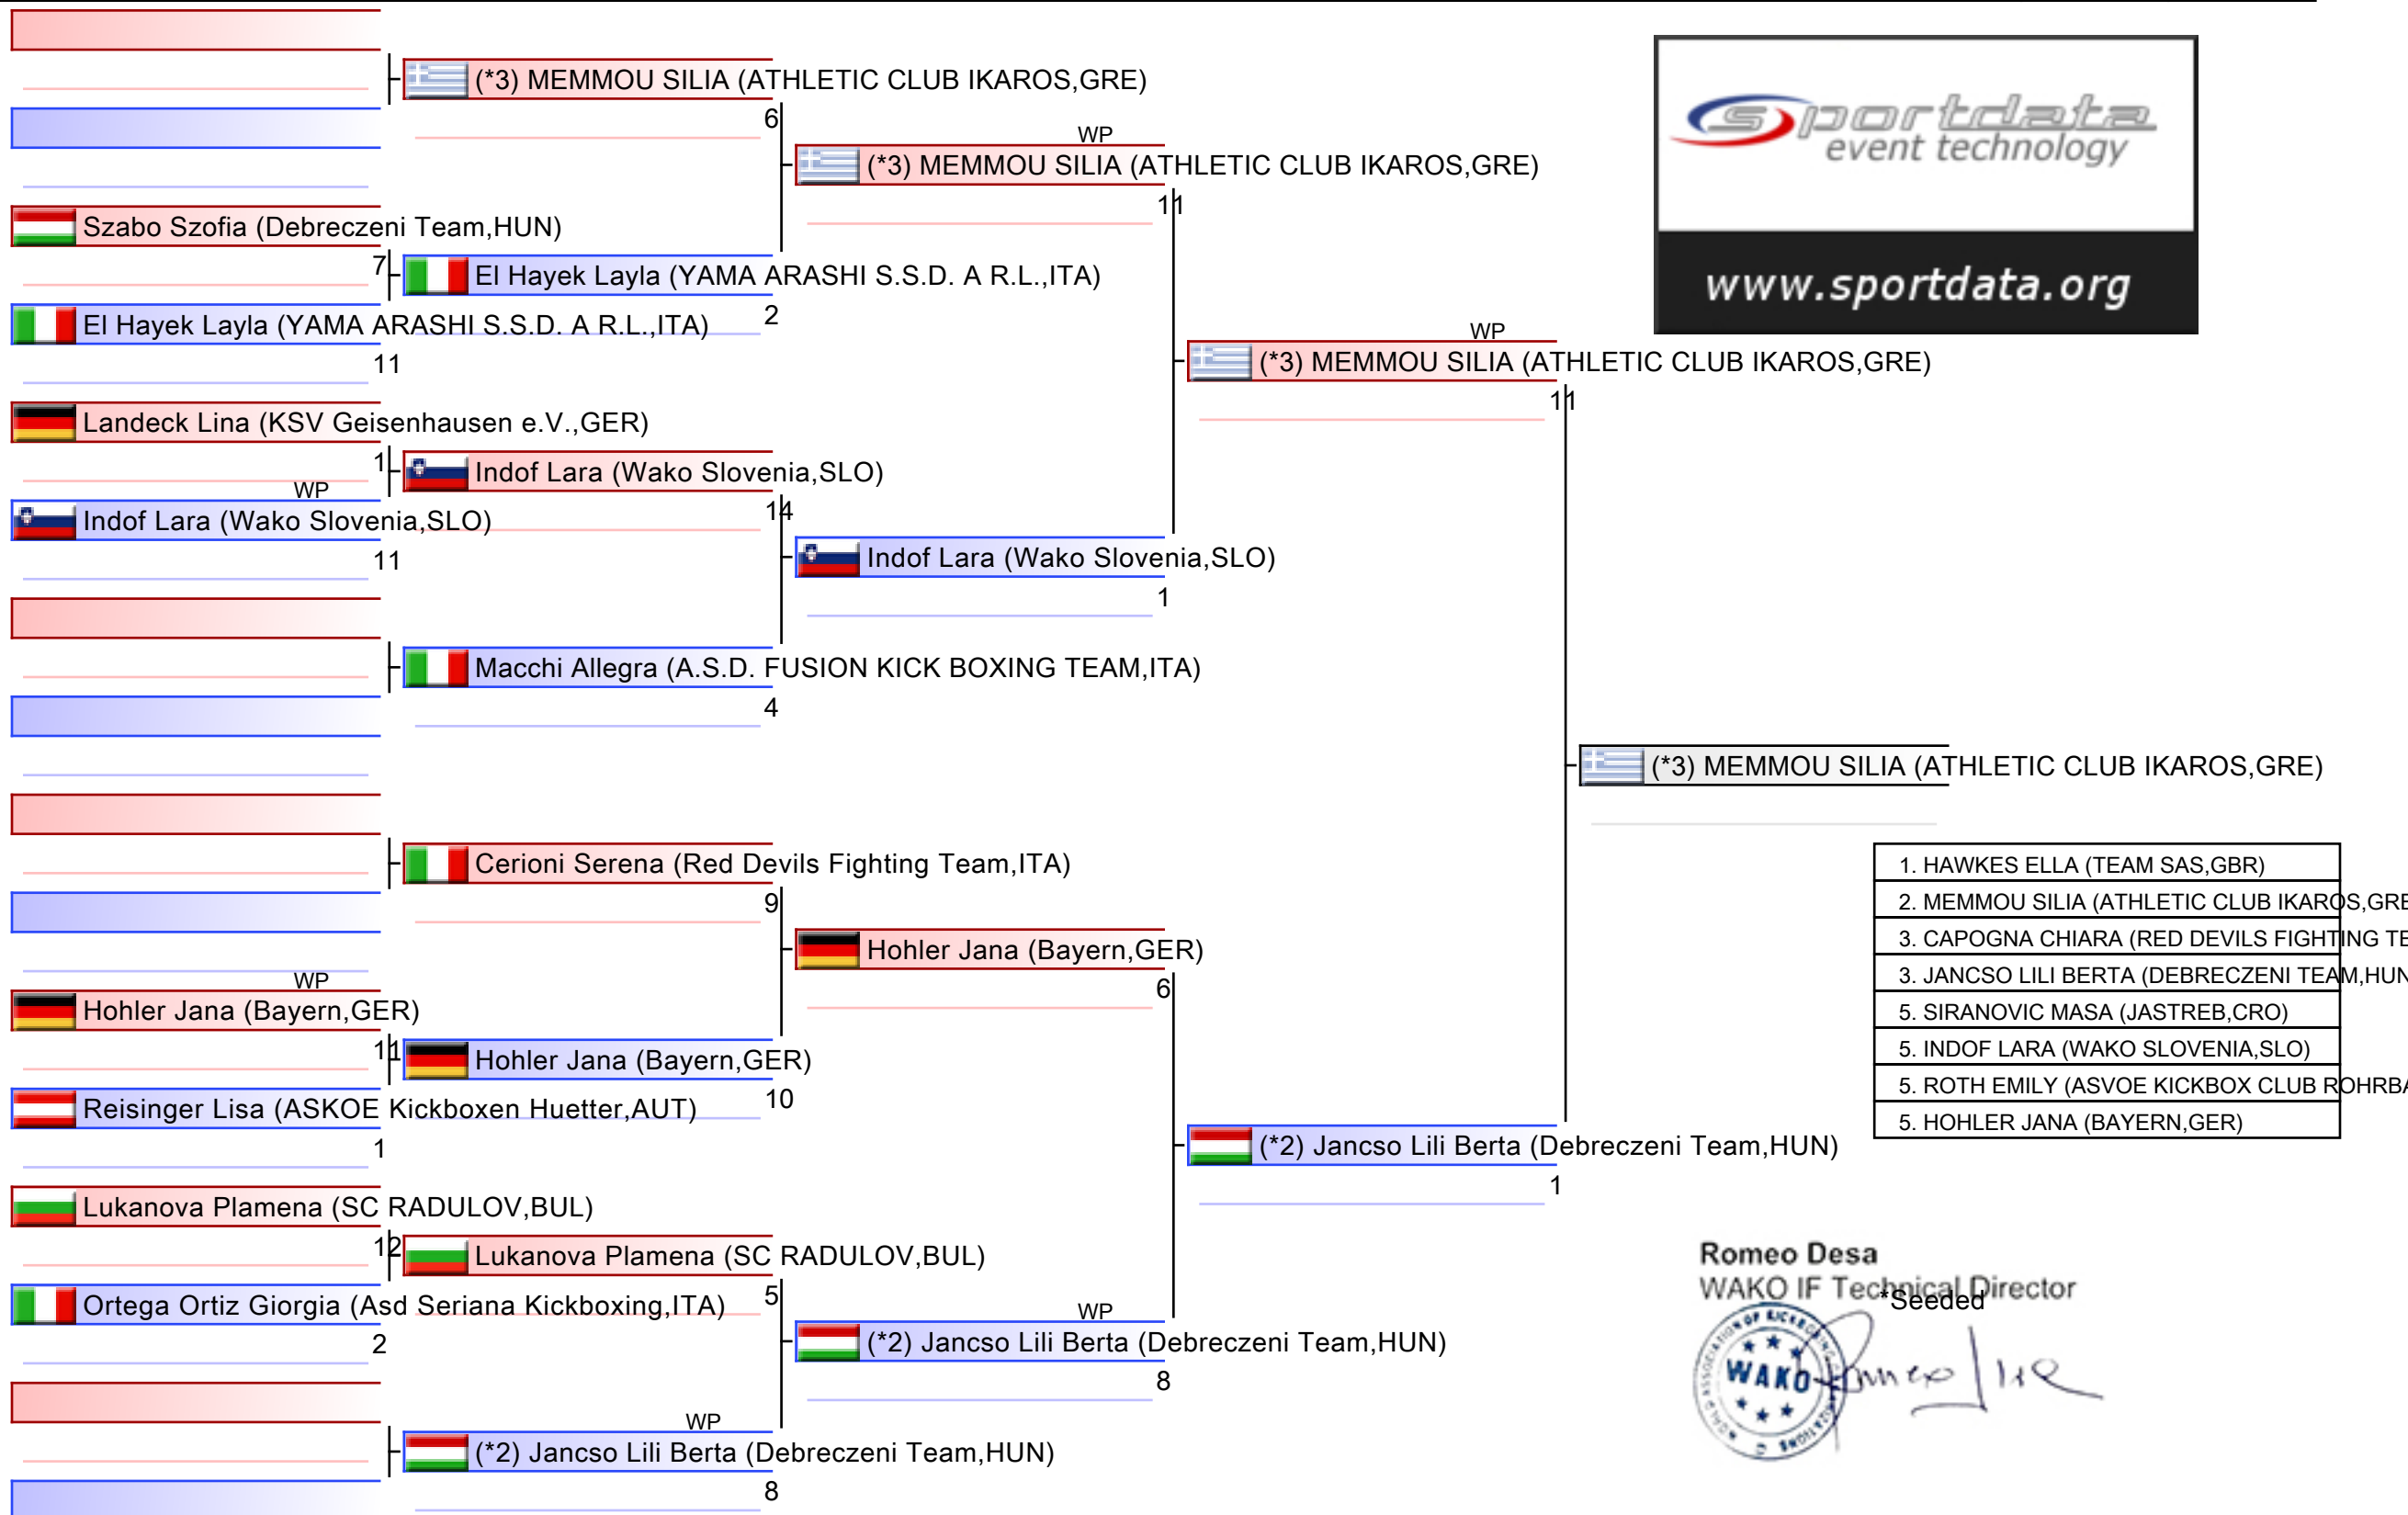 (*3) MEMMOU SILIA (ATHLETIC CLUB IKAROS,GRE)
6
WP
(*3) MEMMOU SILIA (ATHLETIC CLUB IKAROS,GRE)
11
sportdata
event technology
www.sportdata.org
Szabo Szofia (Debreczeni Team,HUN)
7
El Hayek Layla (YAMA ARASHI S.S.D. A R.L.,ITA)
2
El Hayek Layla (YAMA ARASHI S.S.D. A R.L.,ITA)
11
WP
(*3) MEMMOU SILIA (ATHLETIC CLUB IKAROS,GRE)
11
Landeck Lina (KSV Geisenhausen e.V.,GER)
1
Indof Lara (Wako Slovenia,SLO)
14
WP
Indof Lara (Wako Slovenia,SLO)
11
Indof Lara (Wako Slovenia,SLO)
1
Macchi Allegra (A.S.D. FUSION KICK BOXING TEAM,ITA)
4
(*3) MEMMOU SILIA (ATHLETIC CLUB IKAROS,GRE)
Cerioni Serena (Red Devils Fighting Team,ITA)
9
Hohler Jana (Bayern,GER)
6
WP
Hohler Jana (Bayern,GER)
11
Hohler Jana (Bayern,GER)
10
Reisinger Lisa (ASKOE Kickboxen Huetter,AUT)
1
1. HAWKES ELLA (TEAM SAS,GBR)
2. MEMMOU SILIA (ATHLETIC CLUB IKAROS,GRE
3. CAPOGNA CHIARA (RED DEVILS FIGHTING TE
3. JANCSO LILI BERTA (DEBRECZENI TEAM,HUN
5. SIRANOVIC MASA (JASTREB,CRO)
5. INDOF LARA (WAKO SLOVENIA,SLO)
5. ROTH EMILY (ASVOE KICKBOX CLUB ROHRBA
5. HOHLER JANA (BAYERN,GER)
(*2) Jancso Lili Berta (Debreczeni Team,HUN)
1
Lukanova Plamena (SC RADULOV,BUL)
12
Lukanova Plamena (SC RADULOV,BUL)
5
Ortega Ortiz Giorgia (Asd Seriana Kickboxing,ITA)
2
WP
(*2) Jancso Lili Berta (Debreczeni Team,HUN)
8
WP
(*2) Jancso Lili Berta (Debreczeni Team,HUN)
8
Romeo Desa
WAKO IF Technical Director
*Seeded
WAKO